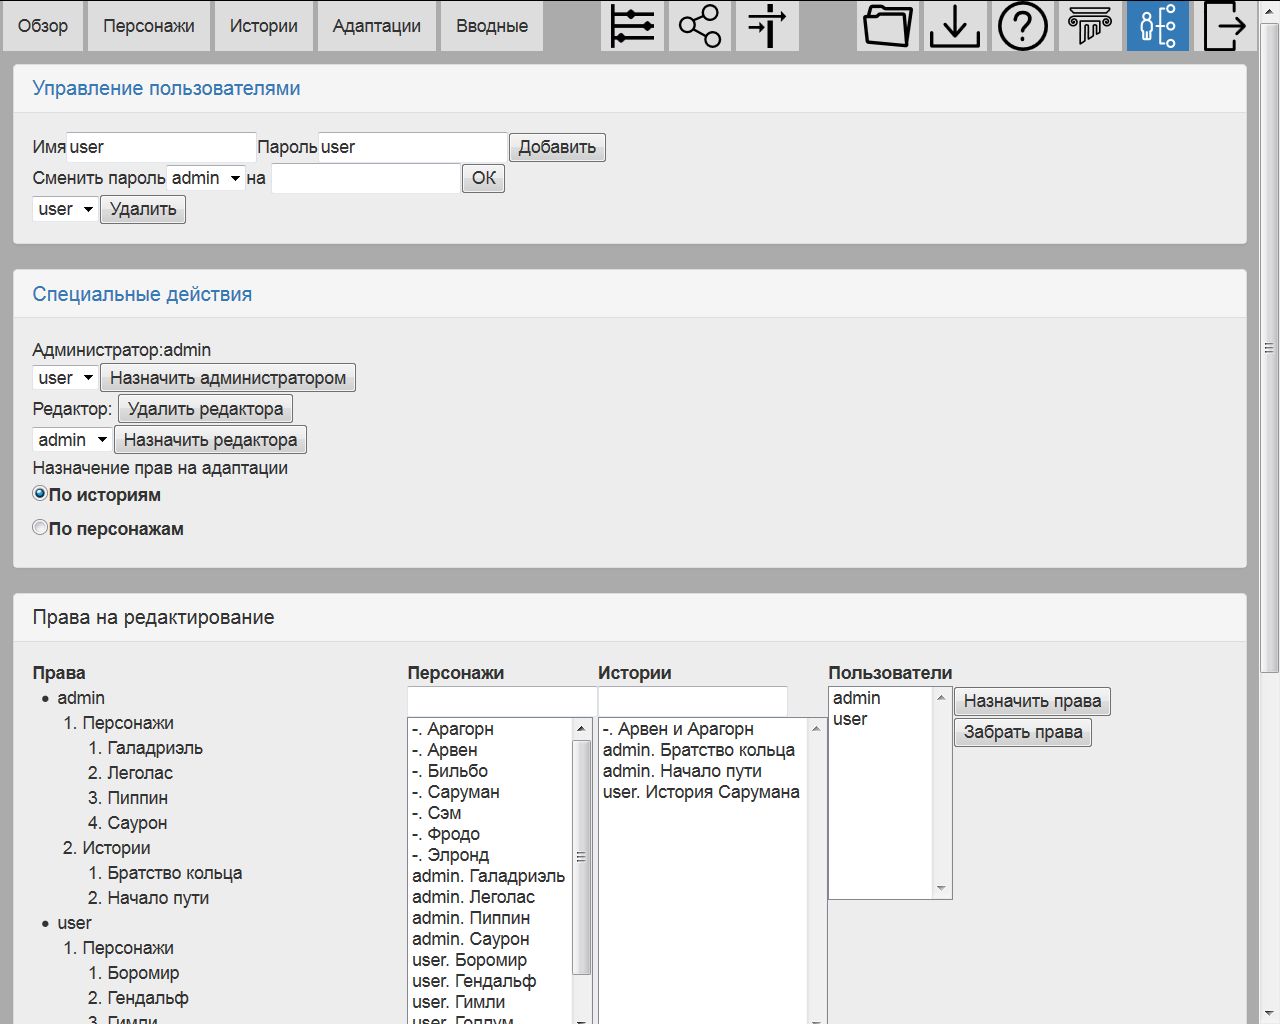 Обзор Персонажи Истории Адаптации Вводные
Управление пользователями
Имя user Пароль user Добавить
Сменить пароль admin на ОК
user Удалить
Специальные действия
Администратор:admin
user Назначить администратором
Редактор: Удалить редактора
admin Назначить редактора
Назначение прав на адаптации
По историям
По персонажам
Права на редактирование
Права
• admin
1. Персонажи
1. Галадриэль
2. Леголас
3. Пиппин
4. Саурон
2. Истории
1. Братство кольца
2. Начало пути
• user
1. Персонажи
1. Боромир
2. Гендальф
3. Гимли
Персонажи
-. Арагорн
-. Арвен
-. Бильбо
-. Саруман
-. Сэм
-. Фродо
-. Элронд
admin. Галадриэль
admin. Леголас
admin. Пиппин
admin. Саурон
user. Боромир
user. Гендальф
user. Гимли
user. Голлум
Истории
-. Арвен и Арагорн
admin. Братство кольца
admin. Начало пути
user. История Сарумана
Пользователи
admin
user
Назначить права
Забрать права